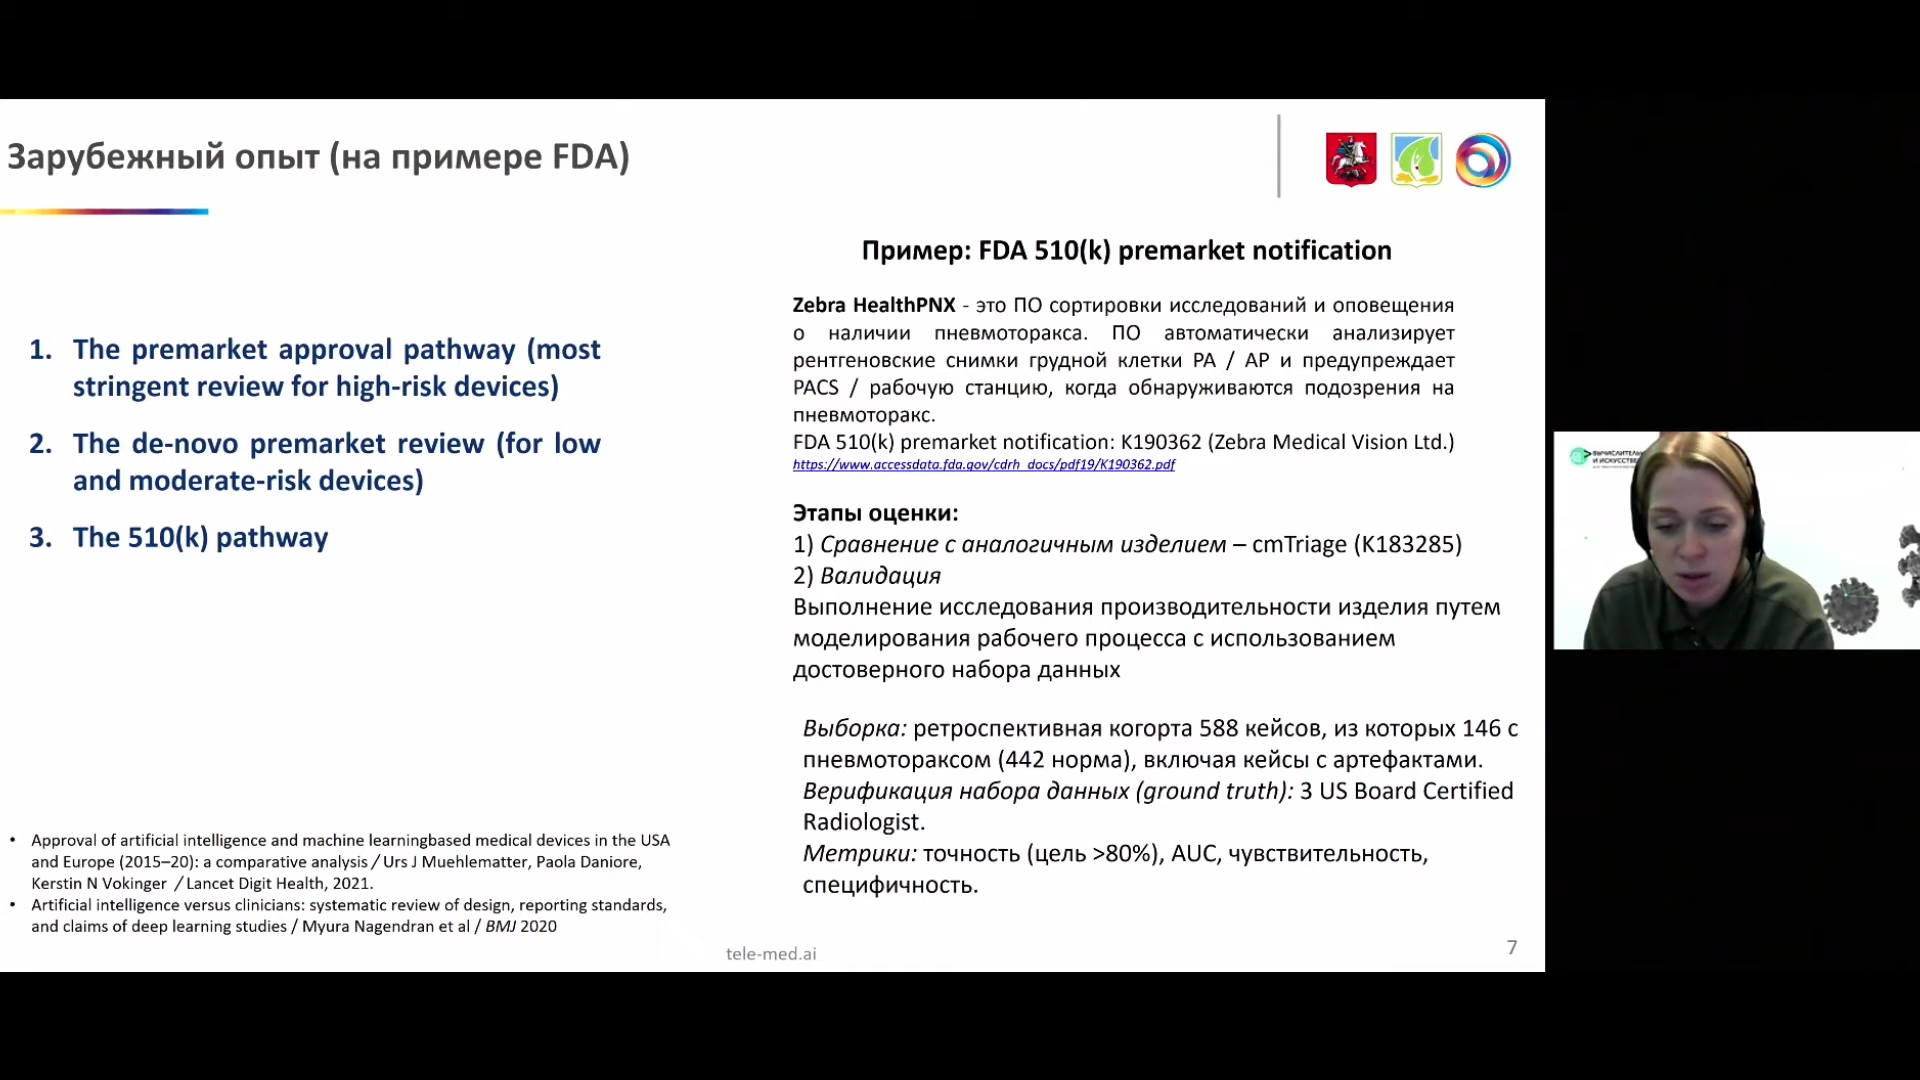 Зарубежный опыт (на примере FDA)
1. The premarket approval pathway (most
stringent review for high-risk devices)
2. The de-novo premarket review (for low
and moderate-risk devices)
3. The 510(k) pathway
• Approval of artificial intelligence and machine learningbased medical devices in the USA
and Europe (2015–20): a comparative analysis / Urs J Muehlematter, Paola Daniore,
Kerstin N Vokinger / Lancet Digit Health, 2021.
• Artificial intelligence versus clinicians: systematic review of design, reporting standards,
and claims of deep learning studies / Myura Nagendran et al / BMJ 2020
Пример: FDA 510(k) premarket notification
Zebra HealthPNX - это ПО сортировки исследований и оповещения
о наличии пневмоторакса. ПО автоматически анализирует
рентгеновские снимки грудной клетки PA / AP и предупреждает
PACS / рабочую станцию, когда обнаруживаются подозрения на
пневмоторакс.
FDA 510(k) premarket notification: K190362 (Zebra Medical Vision Ltd.)
https://www.accessdata.fda.gov/cdrh_docs/pdf19/K190362.pdf
Этапы оценки:
1) Сравнение с аналогичным изделием – cmTriage (K183285)
2) Валидация
Выполнение исследования производительности изделия путем
моделирования рабочего процесса с использованием
достоверного набора данных
Выборка: ретроспективная когорта 588 кейсов, из которых 146 с
пневмотораксом (442 норма), включая кейсы с артефактами.
Верификация набора данных (ground truth): 3 US Board Certified
Radiologist.
Метрики: точность (цель >80%), AUC, чувствительность,
специфичность.
tele-med.ai
7